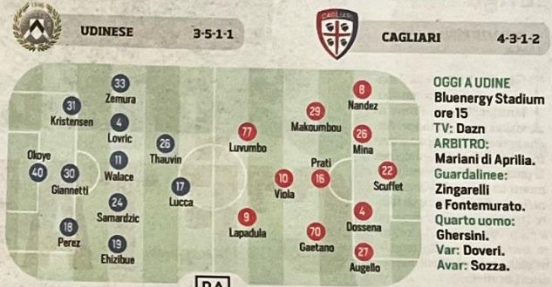 UDINESE 3-5-1-1
CAGLIARI
CAGLIARI 4-3-1-2
33
Zemura
31
Kristensen
4
Lovric
Okoye
40
30
Giannetti
11
Walace
26
Thauvin
17
Lucca
24
Samardzic
18
Perez
19
Ehizibue
77
Luvumbo
9
Lapadula
10
Viola
29
Makoumbou
Prati
16
70
Gaetano
8
Nandez
26
Mina
22
Scuffet
4
Dossena
27
Augello
OGGI A UDINE
Bluenergy Stadium
ore 15
TV: Dazn
ARBITRO:
Mariani di Aprilia.
Guardalinee:
Zingarelli
e Fontemurato.
Quarto uomo:
Ghersini.
Var: Doveri.
Avar: Sozza.